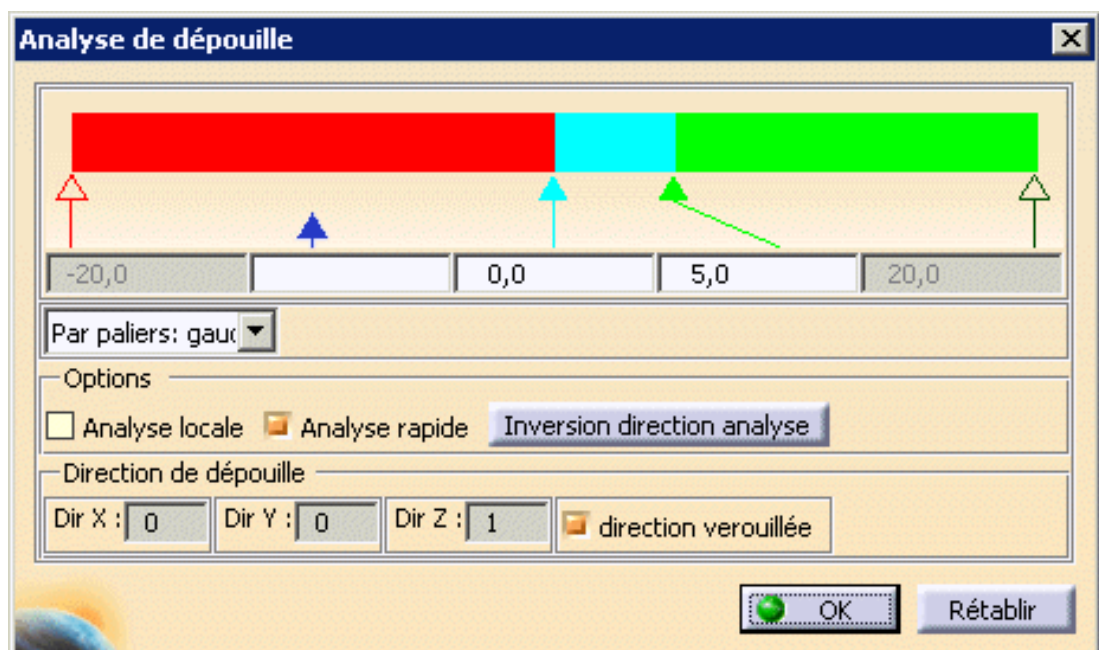 Analyse de dépouille
-20,0 0,0 5,0 20,0
Par paliers: gau
Options
Analyse locale Analyse rapide Inversion direction analyse
Direction de dépouille
Dir X : 0 Dir Y : 0 Dir Z : 1 direction verouillée
OK Rétablir